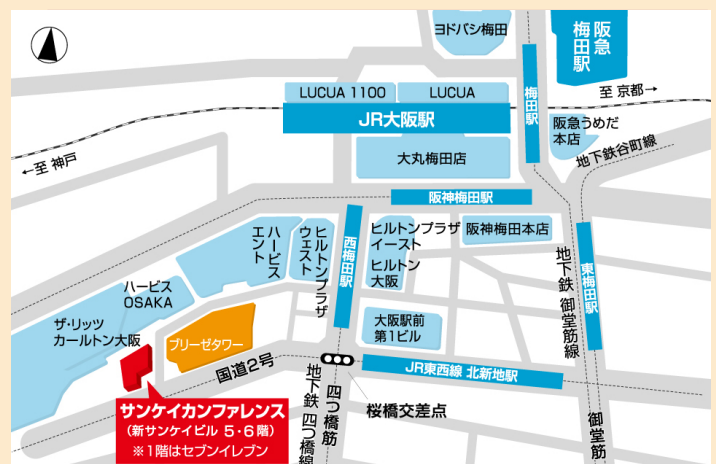 ヨドバシ梅田
阪急
梅田駅
至 京都→
LUCUA 1100
LUCUA
梅田駅
JR大阪駅
阪急うめだ
本店
←至 神戸
大丸梅田店
地下鉄谷町線
阪神梅田駅
ハービス
エント
ヒルトンプラザ
ウェスト
西梅田駅
ヒルトンプラザ
イースト
阪神梅田本店
ヒルトン
大阪
地下鉄 御堂筋線
東梅田駅
ハービス
OSAKA
ザ・リッツ
カールトン大阪
ブリーゼタワー
大阪駅前
第1ビル
国道2号
JR東西線 北新地駅
サンケイカンファレンス
(新サンケイビル 5・6階)
※1階はセブンイレブン
地下鉄 四つ橋線
四つ橋筋
桜橋交差点
御堂筋